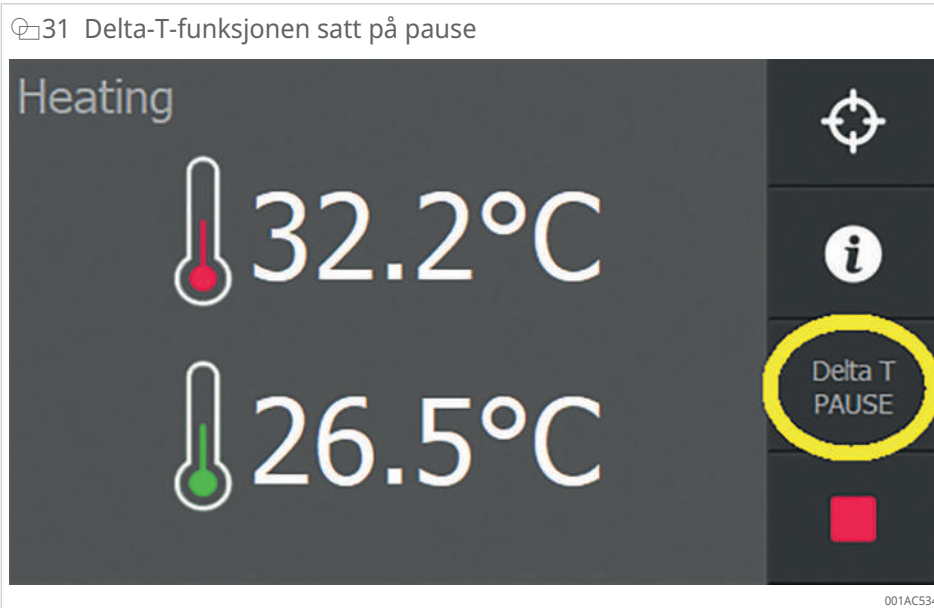 31 Delta-T-funksjonen satt på pause
Heating
32.2°C
26.5°C
i
Delta T
PAUSE
001AC534